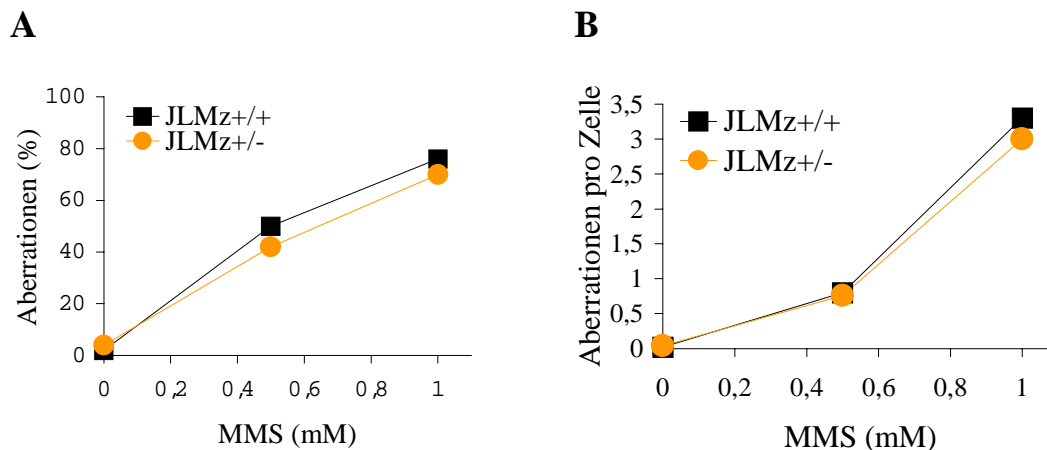 A
Aberrationen (%)
100
80
60
40
20
0
JLMz+/+
JLMz+/-
0 0,2 0,4 0,6 0,8 1
MMS (mM)
B
Aberrationen pro Zelle
3,5
3
2,5
2
1,5
1
0,5
0
JLMz+/+
JLMz+/-
0 0,2 0,4 0,6 0,8 1
MMS (mM)